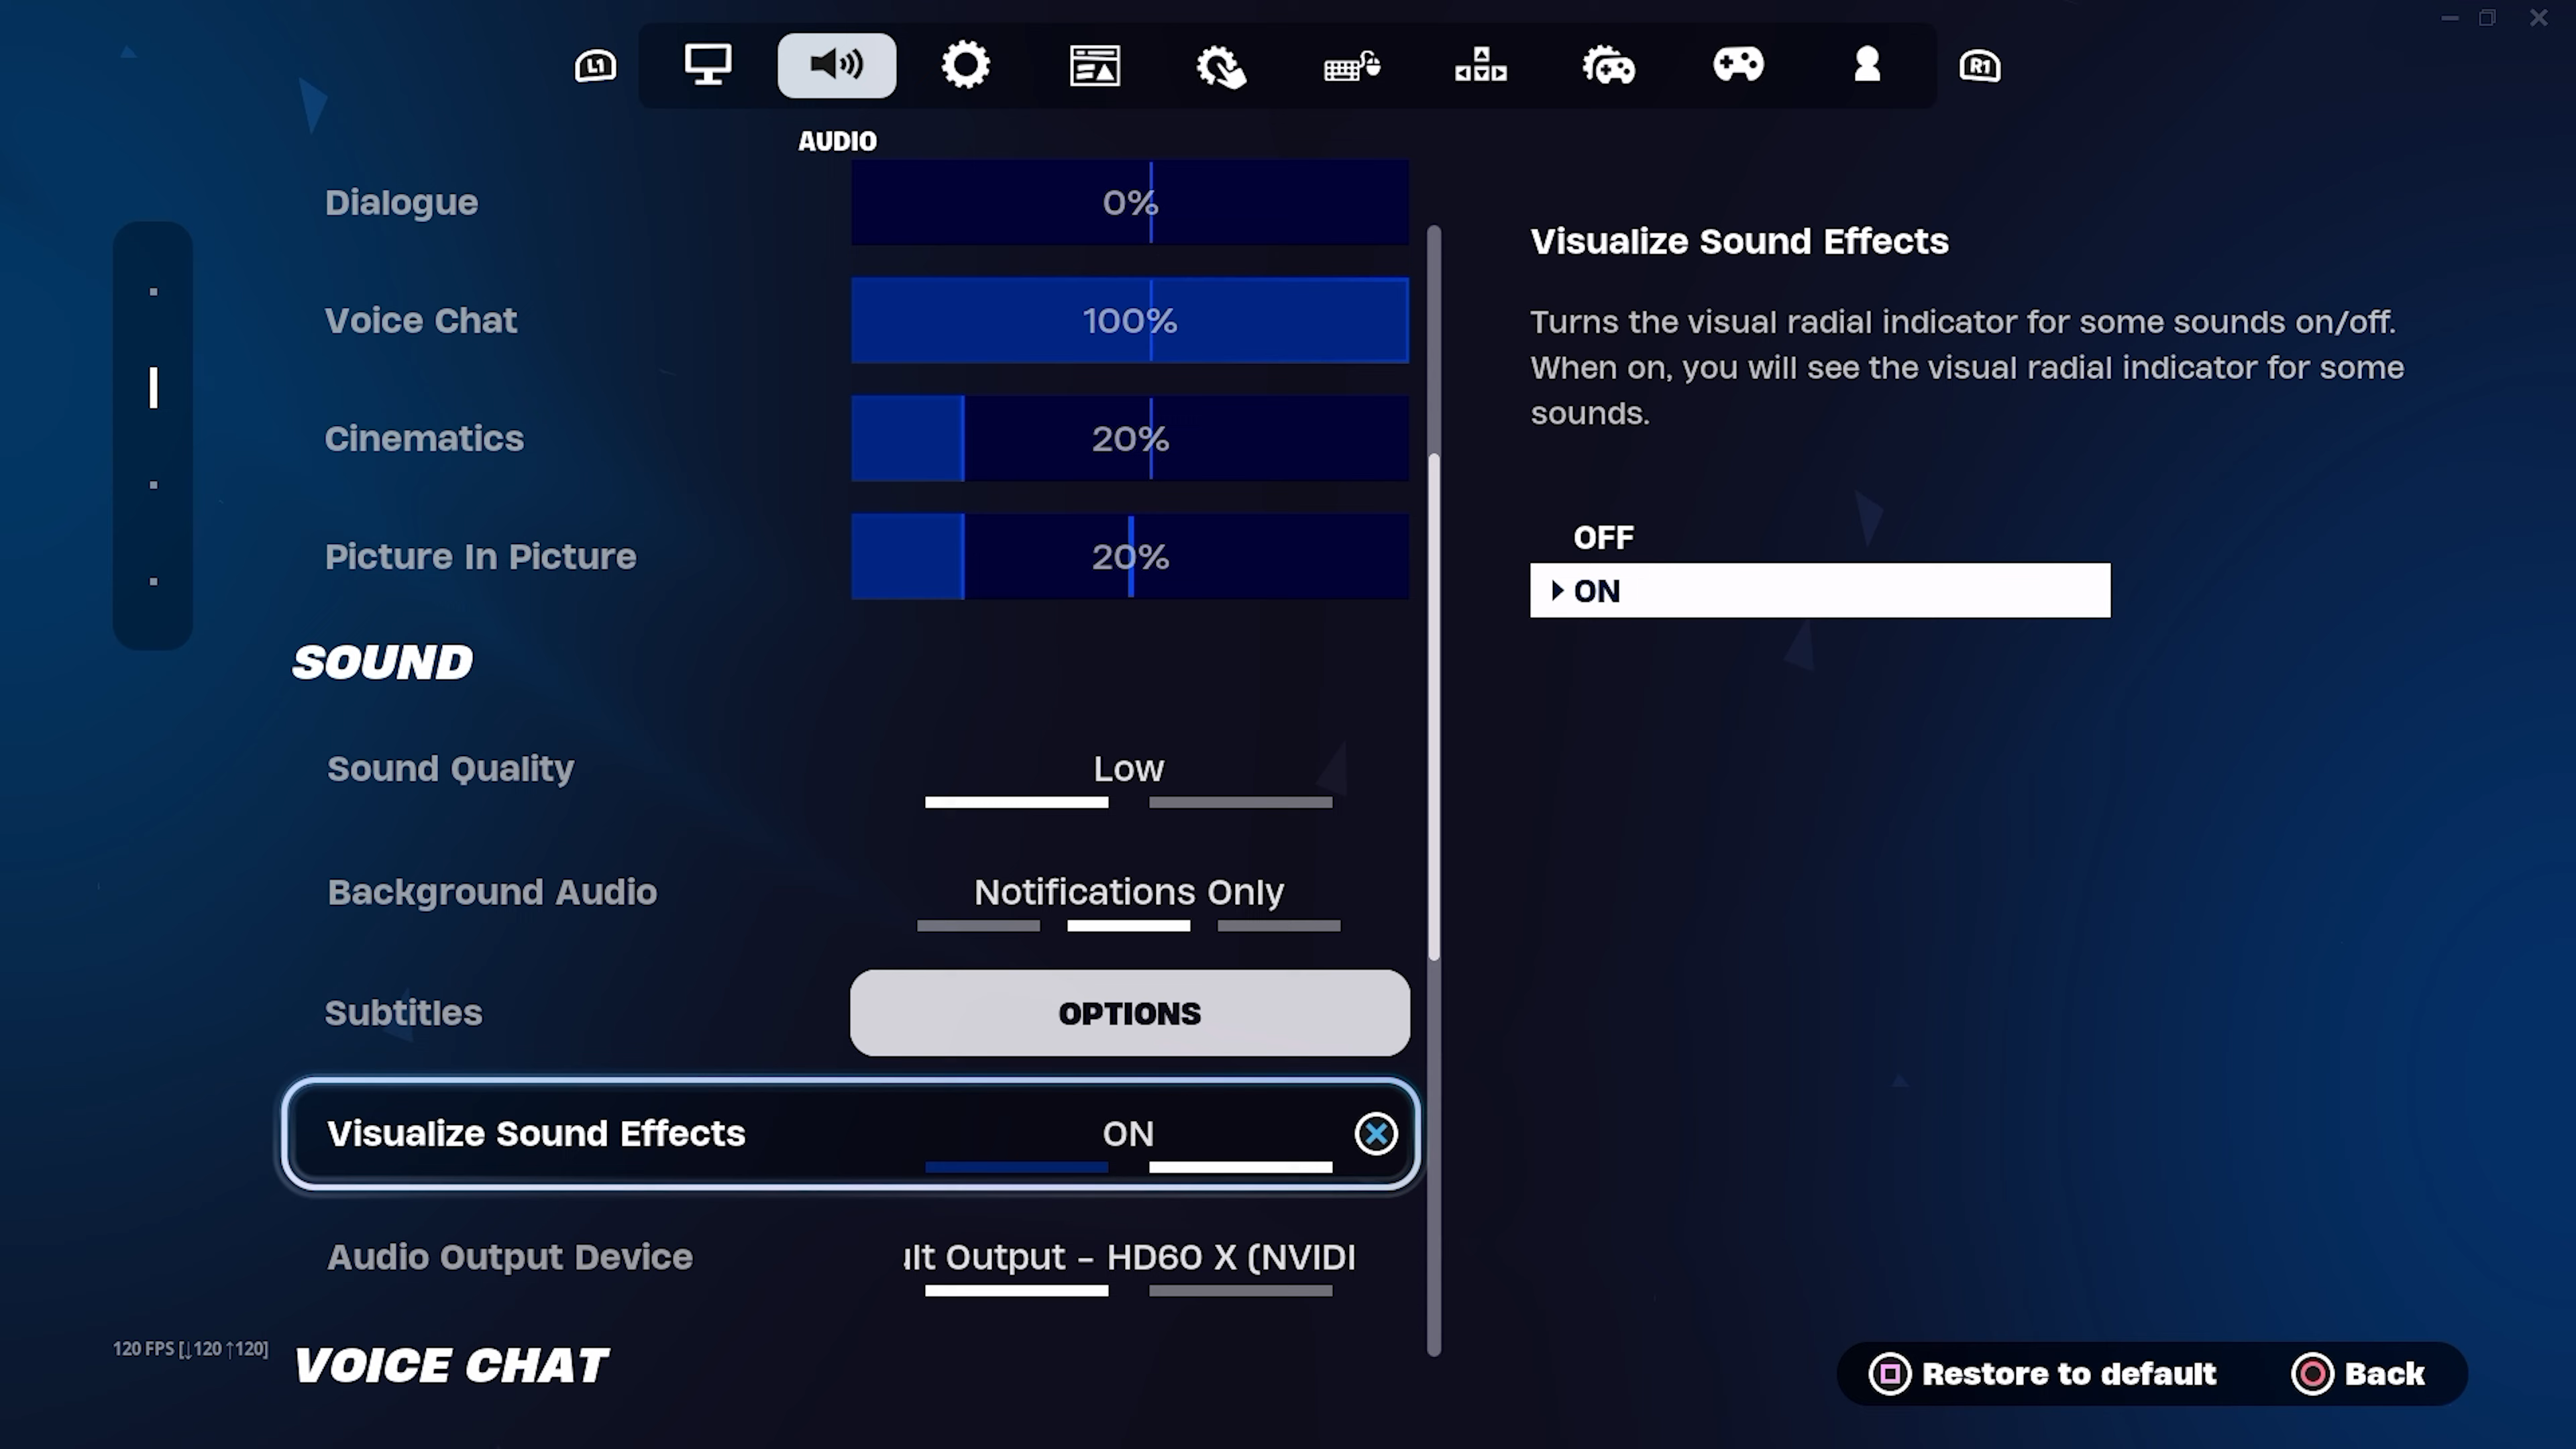 L1
R1
AUDIO
Dialogue
0%
Voice Chat
100%
Cinematics
20%
Picture In Picture
20%
SOUND
Sound Quality
Low
Background Audio
Notifications Only
Subtitles
OPTIONS
Visualize Sound Effects
ON
Audio Output Device
ult Output - HD60 X (NVIDI
VOICE CHAT
120 FPS [↓120 ↑120]
Visualize Sound Effects
Turns the visual radial indicator for some sounds on/off.
When on, you will see the visual radial indicator for some
sounds.
OFF
ON
Restore to default
Back